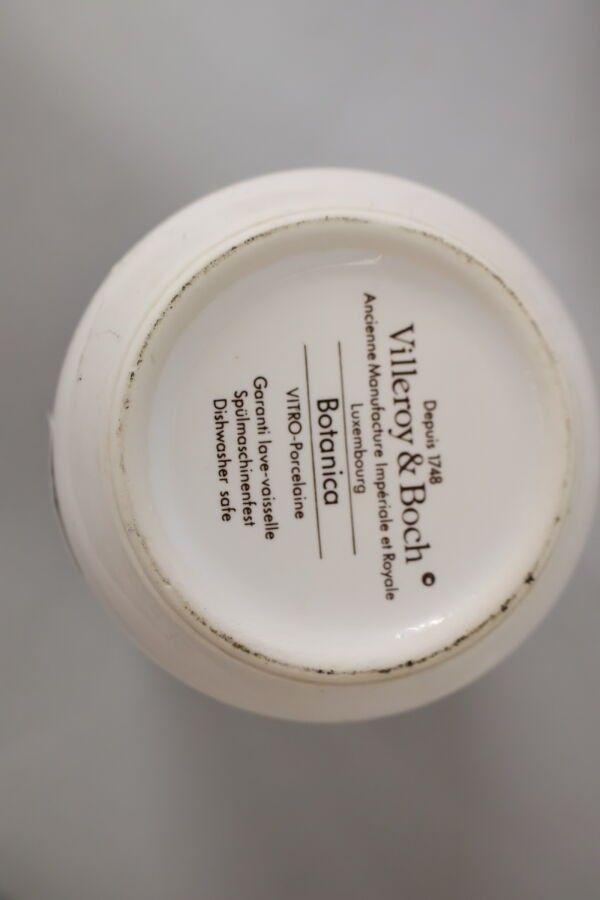 Depuis 1748
Villeroy & Boch ©
Ancienne Manufacture Impériale et Royale
Luxembourg
Botanica
VITRO-Porcelaine
Garanti lave-vaisselle
Spülmaschinenfest
Dishwasher safe